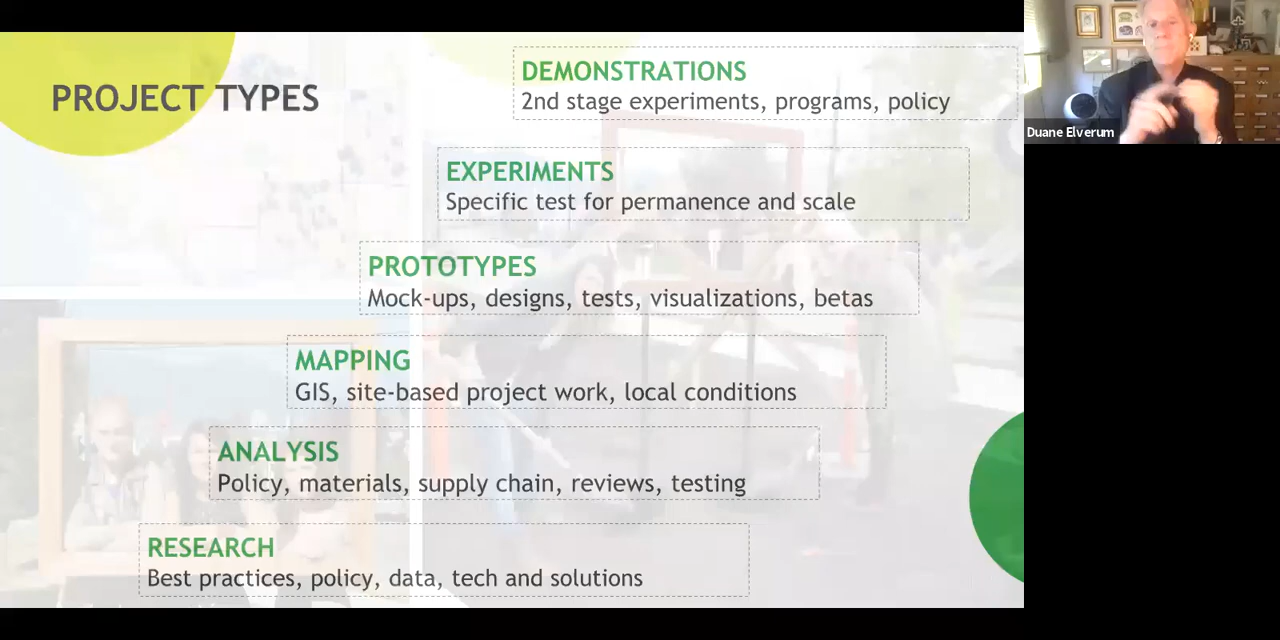 PROJECT TYPES
DEMONSTRATIONS
2nd stage experiments, programs, policy
EXPERIMENTS
Specific test for permanence and scale
PROTOTYPES
Mock-ups, designs, tests, visualizations, betas
MAPPING
GIS, site-based project work, local conditions
ANALYSIS
Policy, materials, supply chain, reviews, testing
RESEARCH
Best practices, policy, data, tech and solutions
Duane Elverum